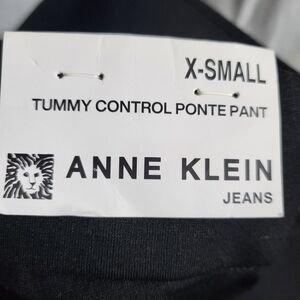 X-SMALL
TUMMY CONTROL PONTE PANT
ANNE KLEIN
JEANS